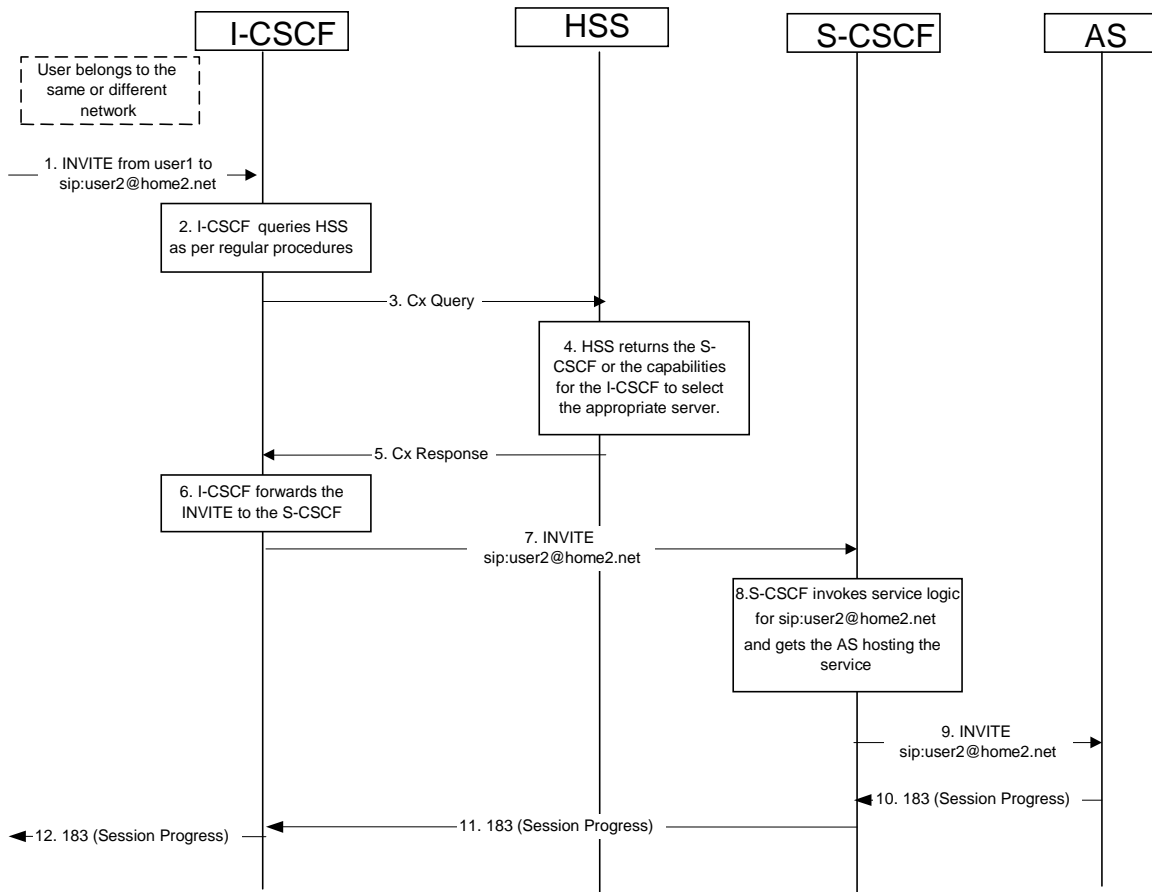 I-CSCF
HSS
S-CSCF
AS
User belongs to the
same or different
network
1. INVITE from user1 to
sip:user2@home2.net
2. I-CSCF queries HSS
as per regular procedures
3. Cx Query
4. HSS returns the S-
CSCF or the capabilities
for the I-CSCF to select
the appropriate server.
5. Cx Response
6. I-CSCF forwards the
INVITE to the S-CSCF
7. INVITE
sip:user2@home2.net
8.S-CSCF invokes service logic
for sip:user2@home2.net
and gets the AS hosting the
service
9. INVITE
sip:user2@home2.net
10. 183 (Session Progress)
11. 183 (Session Progress)
12. 183 (Session Progress)